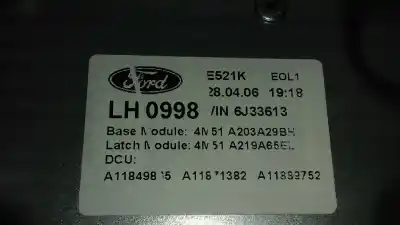 Ford
E521K EOL1
28.04.06 19:18
LH 0998 VIN 6J33613
Base Module: 4M51 A203A29BH
Latch Module: 4M51 A219A65EL
DCU:
A11871382